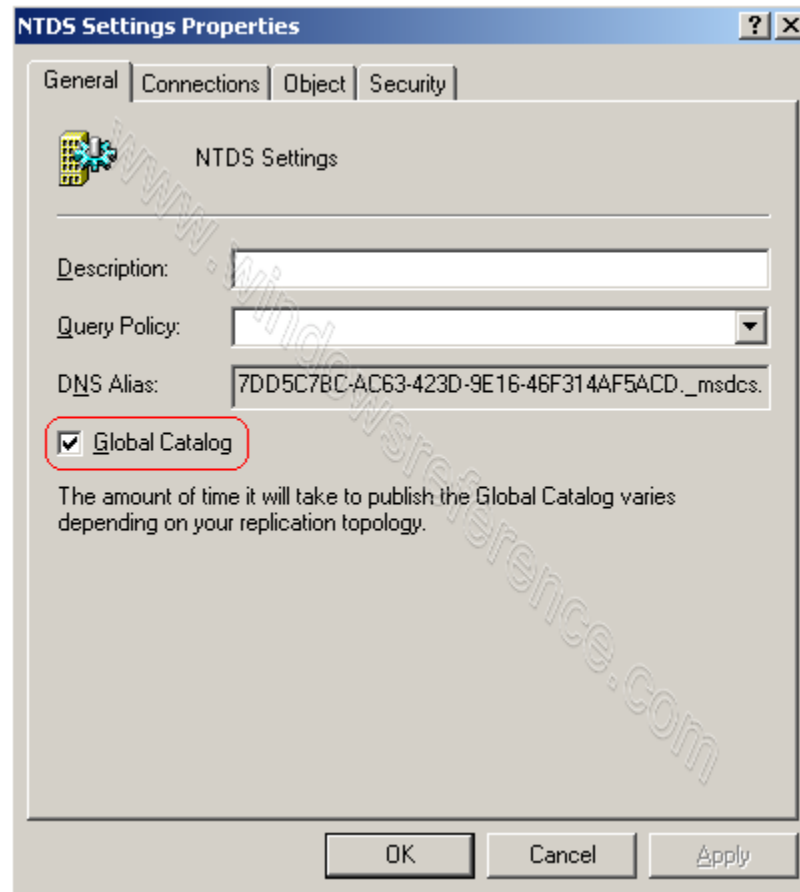 NTDS Settings Properties
General Connections Object Security
NTDS Settings
Description:
Query Policy:
DNS Alias: 7DD5C7BC-AC63-423D-9E16-46F314AF5ACD._msdcs.
Global Catalog
The amount of time it will take to publish the Global Catalog varies
depending on your replication topology.
OK Cancel Apply
www.windowsreference.com